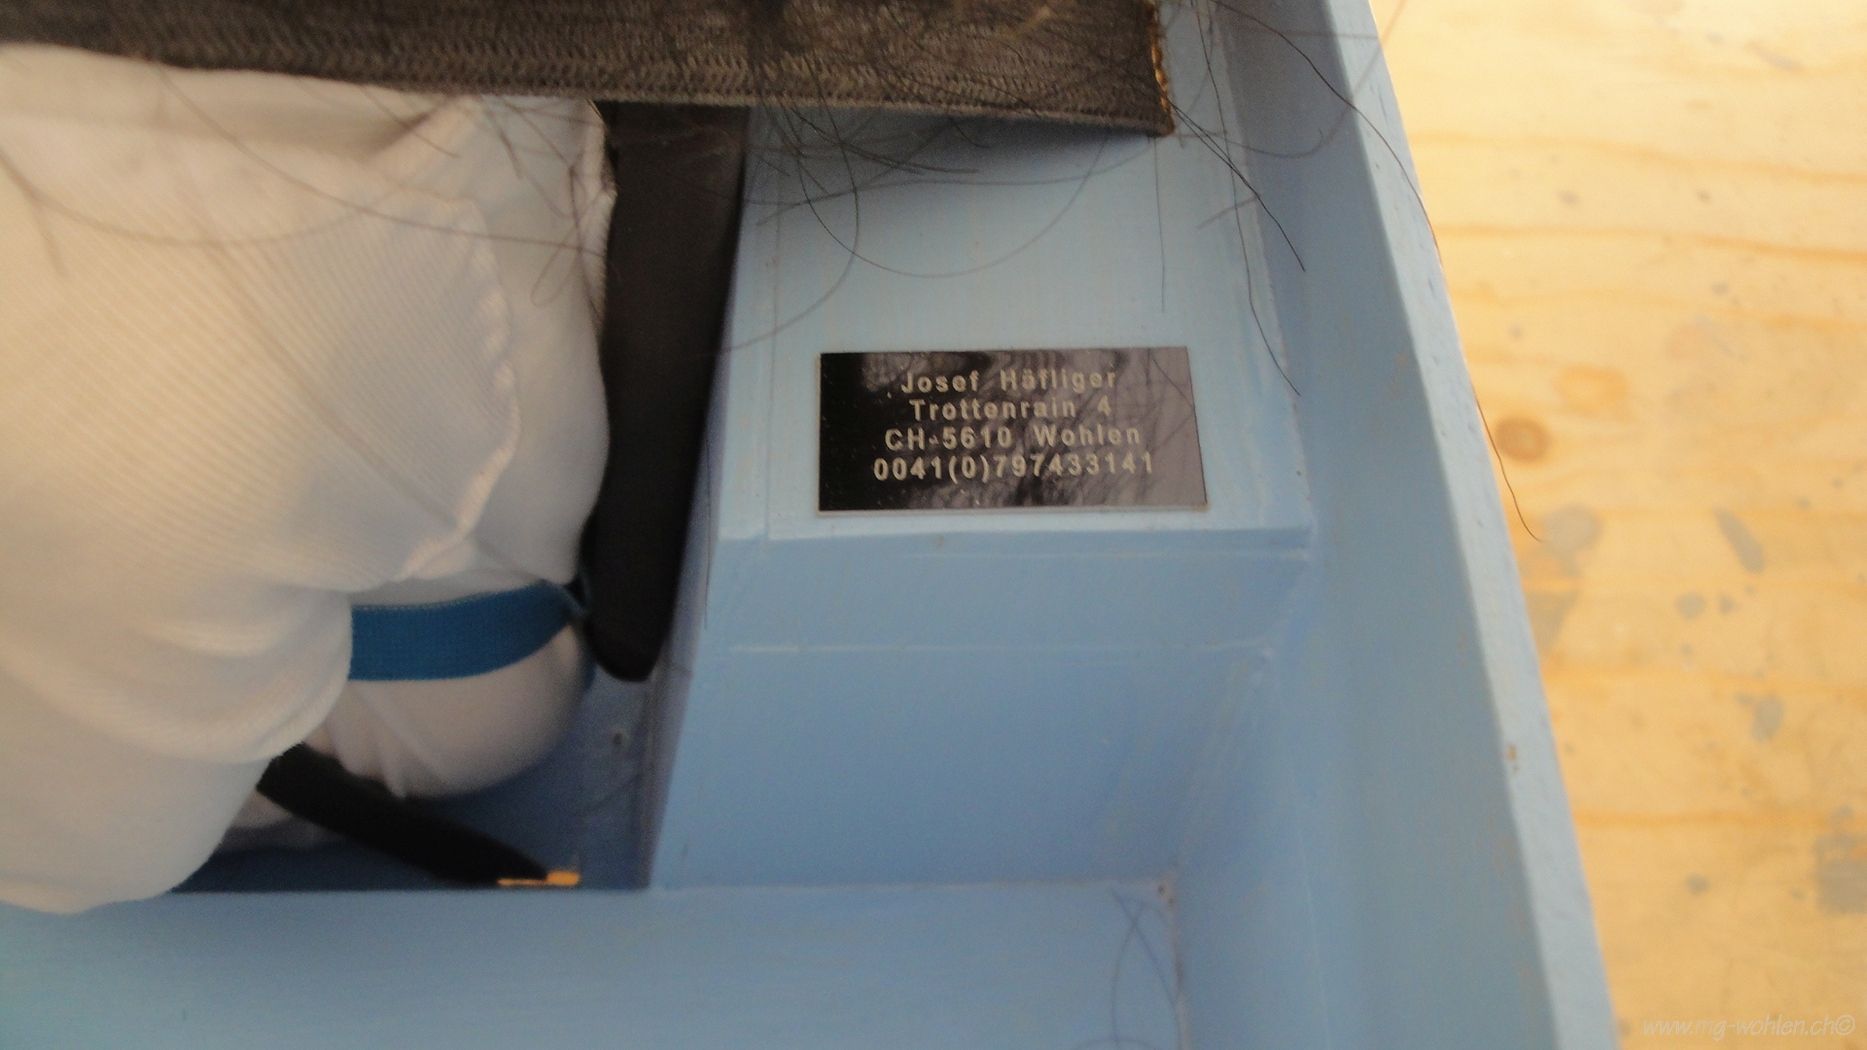 Josef Häfliger
Trottenrain 4
CH-5610 Wohlen
0041(0)797433141
www.mg-wohlen.ch©